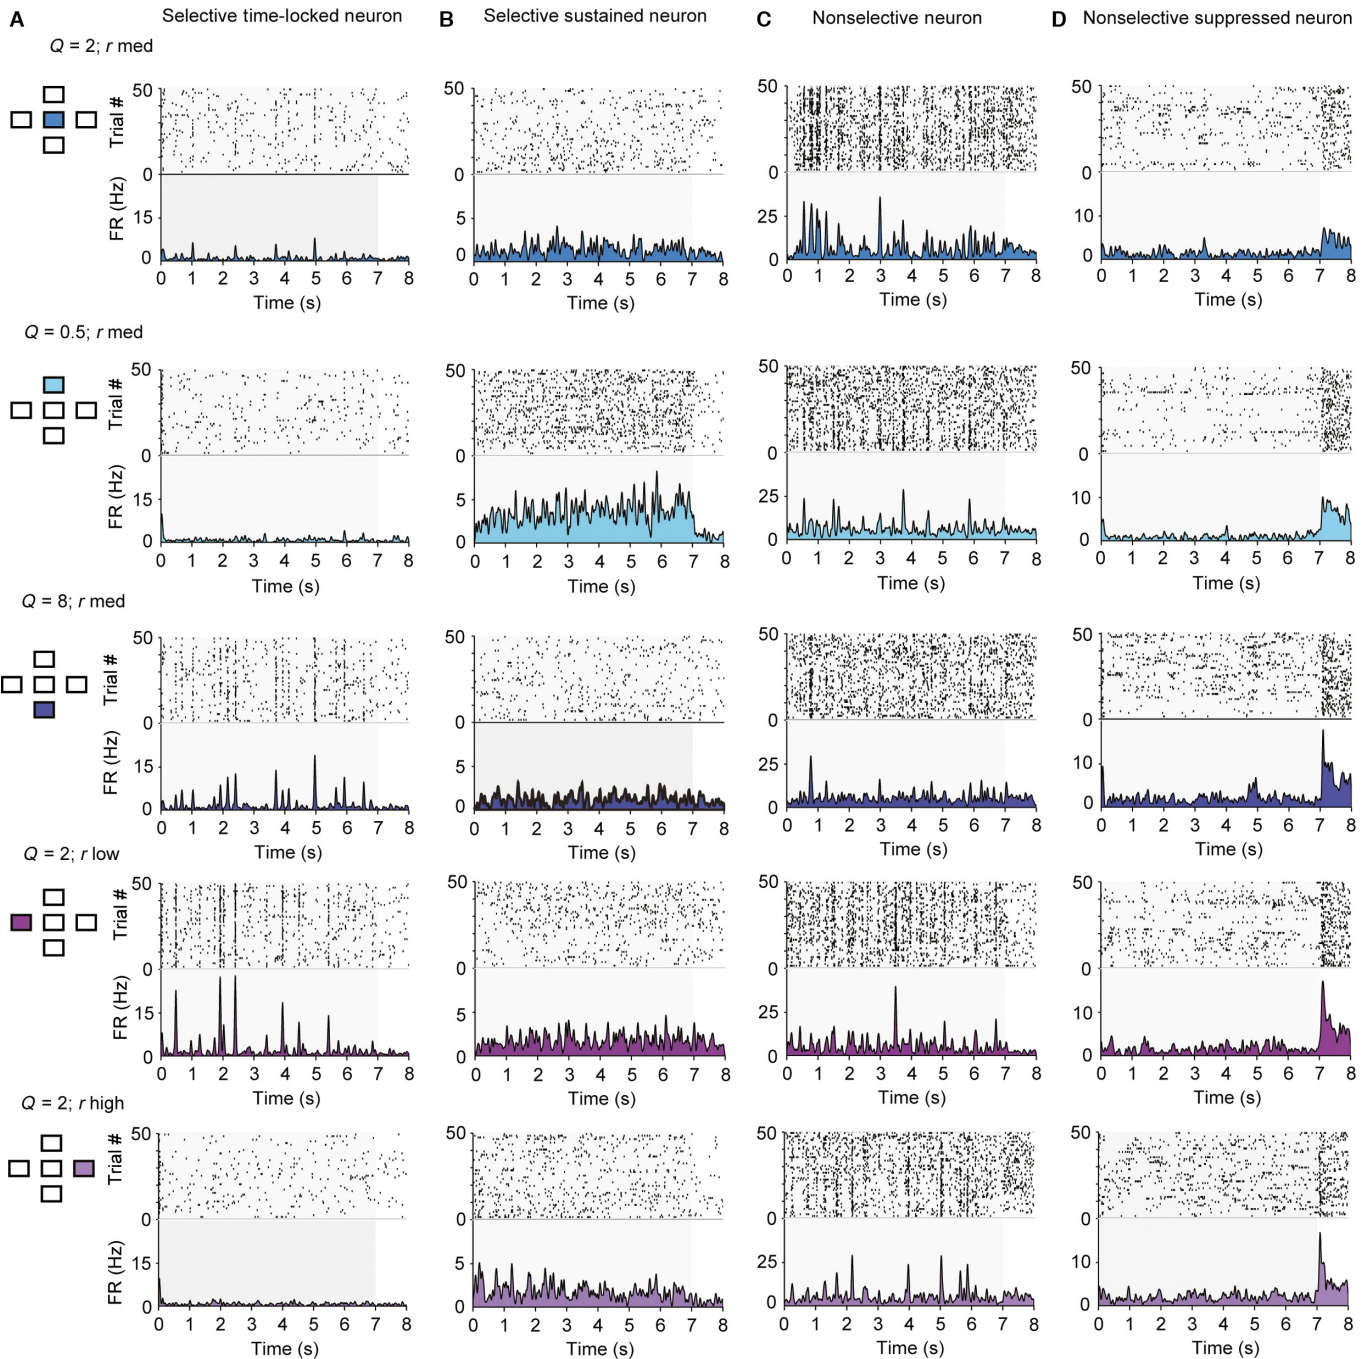 A Selective time-locked neuron B Selective sustained neuron C Nonselective neuron D Nonselective suppressed neuron
Q = 2; r med
50 50 50 50
Trial #
0 0 0 0
FR (Hz)
15 5 25 10
0 0 0 0
0 1 2 3 4 5 6 7 8 0 1 2 3 4 5 6 7 8 0 1 2 3 4 5 6 7 8 0 1 2 3 4 5 6 7 8
Time (s) Time (s) Time (s) Time (s)
Q = 0.5; r med
50 50 50 50
Trial #
0 0 0 0
FR (Hz)
15 5 25 10
0 0 0 0
0 1 2 3 4 5 6 7 8 0 1 2 3 4 5 6 7 8 0 1 2 3 4 5 6 7 8 0 1 2 3 4 5 6 7 8
Time (s) Time (s) Time (s) Time (s)
Q = 8; r med
50 50 50 50
Trial #
0 0 0 0
FR (Hz)
15 5 25 10
0 0 0 0
0 1 2 3 4 5 6 7 8 0 1 2 3 4 5 6 7 8 0 1 2 3 4 5 6 7 8 0 1 2 3 4 5 6 7 8
Time (s) Time (s) Time (s) Time (s)
Q = 2; r low
50 50 50 50
Trial #
0 0 0 0
FR (Hz)
15 5 25 10
0 0 0 0
0 1 2 3 4 5 6 7 8 0 1 2 3 4 5 6 7 8 0 1 2 3 4 5 6 7 8 0 1 2 3 4 5 6 7 8
Time (s) Time (s) Time (s) Time (s)
Q = 2; r high
50 50 50 50
Trial #
0 0 0 0
FR (Hz)
15 5 25 10
0 0 0 0
0 1 2 3 4 5 6 7 8 0 1 2 3 4 5 6 7 8 0 1 2 3 4 5 6 7 8 0 1 2 3 4 5 6 7 8
Time (s) Time (s) Time (s) Time (s)